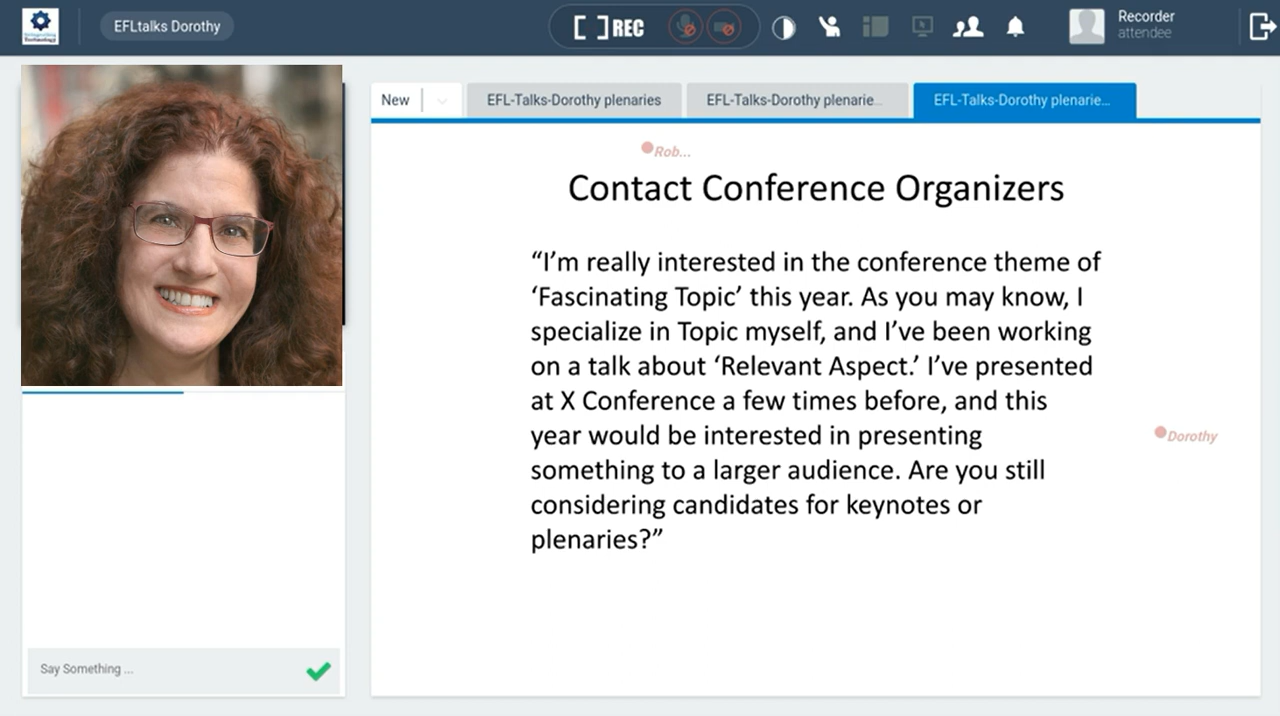 EFLtalks Dorothy
[ ] REC
Recorder
attendee
New
EFL-Talks-Dorothy plenaries
EFL-Talks-Dorothy plenarie...
EFL-Talks-Dorothy plenarie...
Rob...
Contact Conference Organizers
“I’m really interested in the conference theme of
‘Fascinating Topic’ this year. As you may know, I
specialize in Topic myself, and I’ve been working
on a talk about ‘Relevant Aspect.’ I’ve presented
at X Conference a few times before, and this
year would be interested in presenting
something to a larger audience. Are you still
considering candidates for keynotes or
plenaries?”
Dorothy
Say Something ...